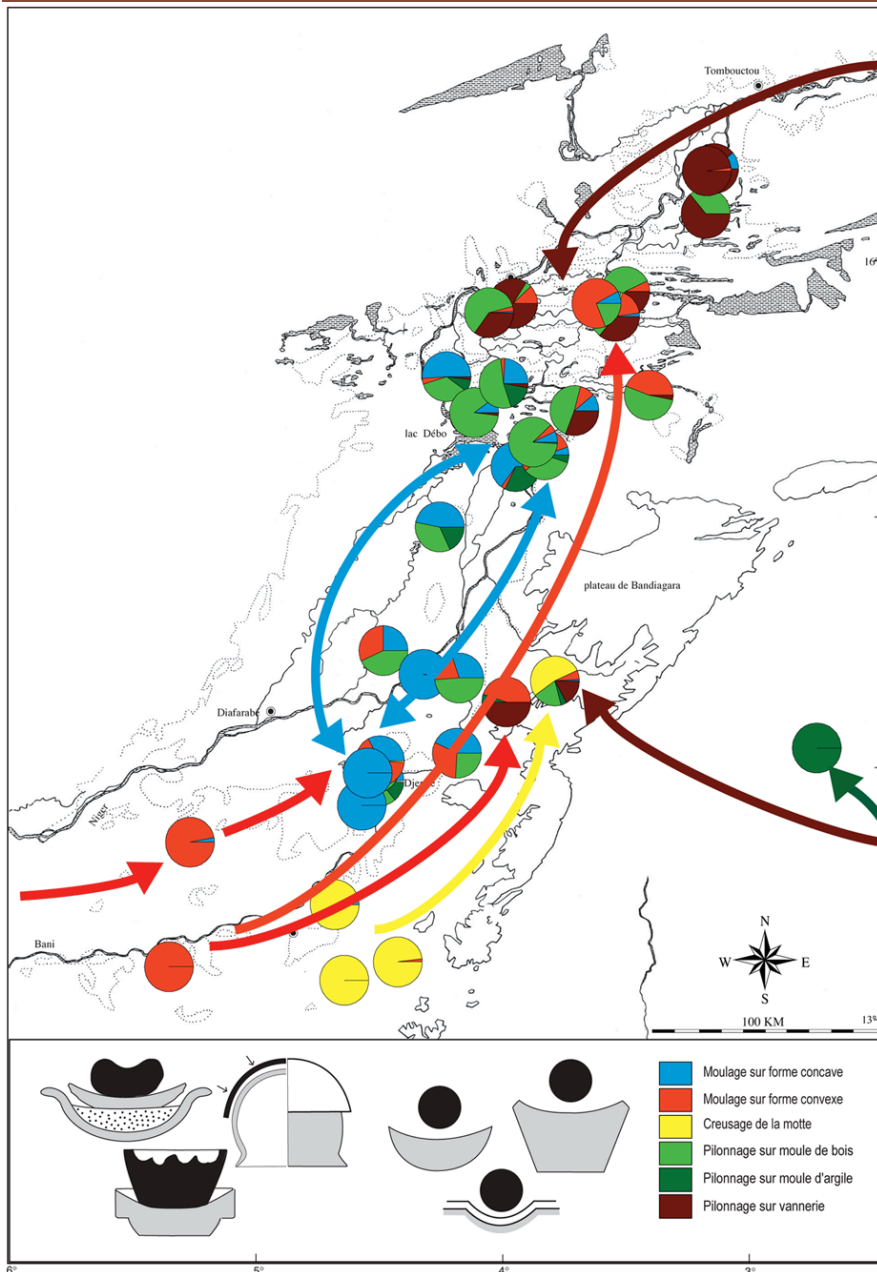 Tombouctou
16°
lac Débo
plateau de Bandiagara
Diafarabé
Djenné
Niger
Bani
N
W E
S
100 KM
13°
Moulage sur forme concave
Moulage sur forme convexe
Creusage de la motte
Pilonnage sur moule de bois
Pilonnage sur moule d'argile
Pilonnage sur vannerie
6° 5° 4° 3°